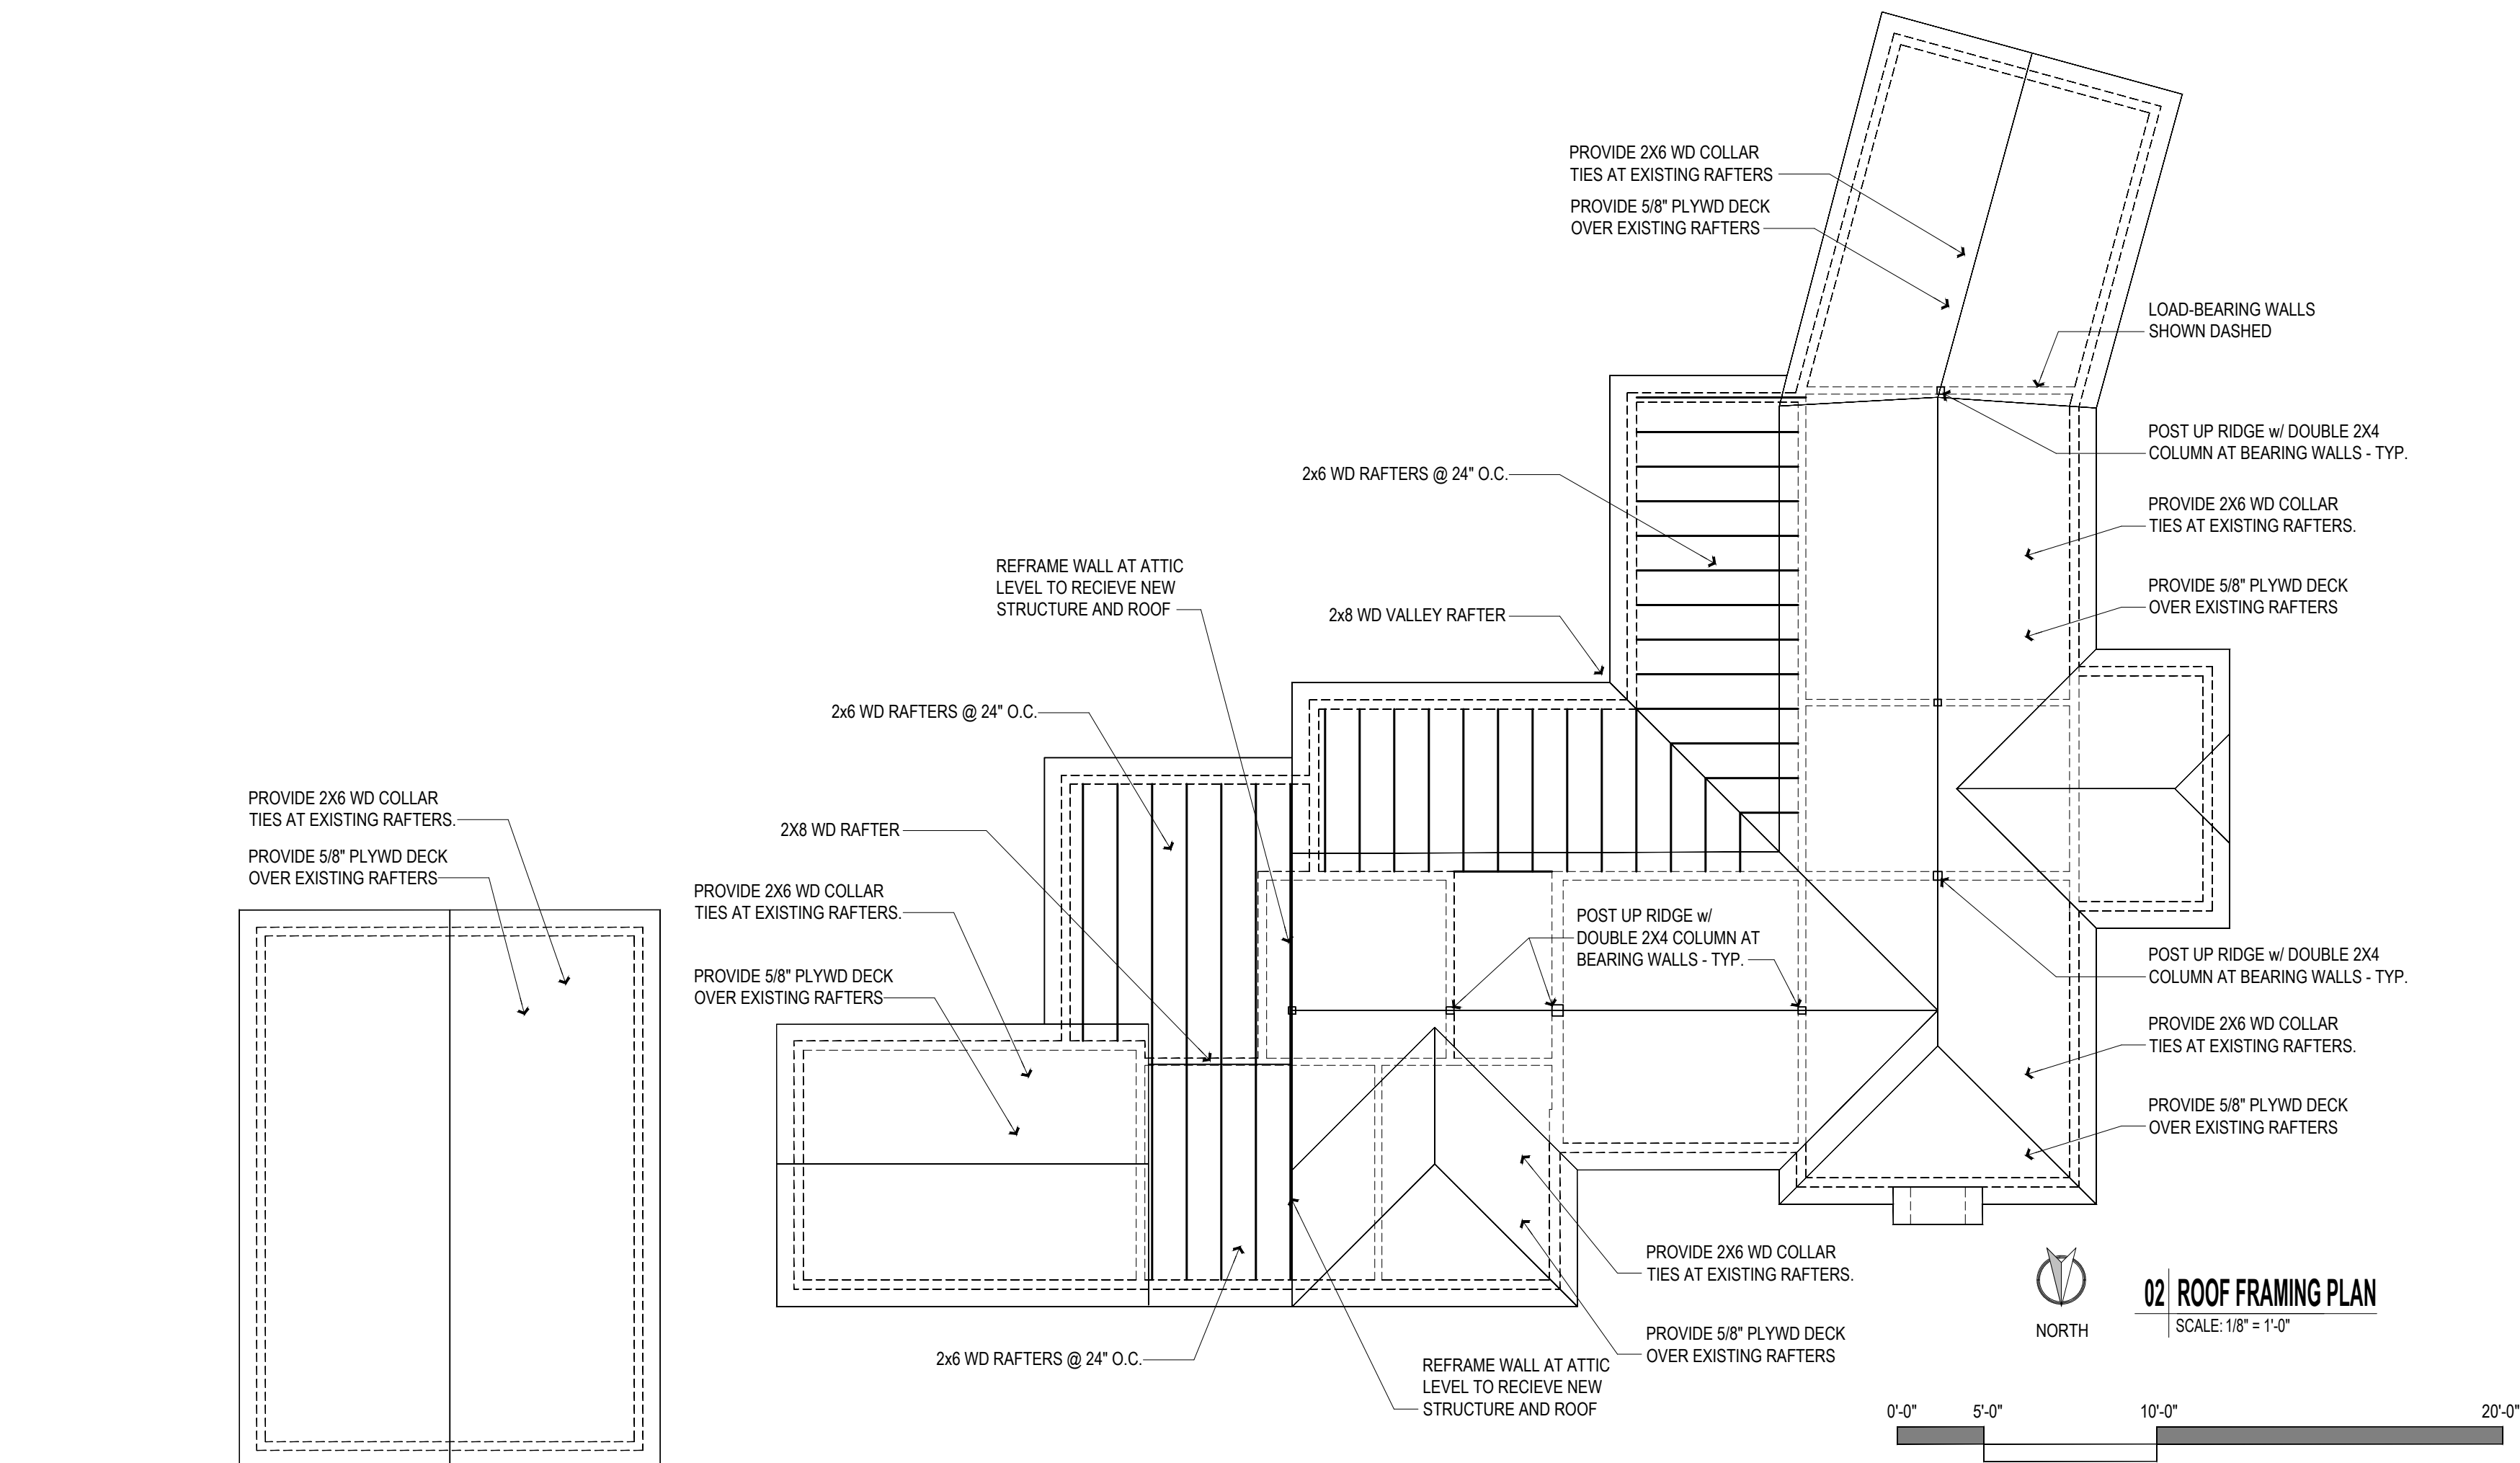 PROVIDE 2X6 WD COLLAR
TIES AT EXISTING RAFTERS
PROVIDE 5/8" PLYWD DECK
OVER EXISTING RAFTERS
LOAD-BEARING WALLS
SHOWN DASHED
POST UP RIDGE w/ DOUBLE 2X4
COLUMN AT BEARING WALLS - TYP.
2x6 WD RAFTERS @ 24" O.C.
PROVIDE 2X6 WD COLLAR
TIES AT EXISTING RAFTERS.
REFRAME WALL AT ATTIC
LEVEL TO RECIEVE NEW
STRUCTURE AND ROOF
PROVIDE 5/8" PLYWD DECK
OVER EXISTING RAFTERS
2x8 WD VALLEY RAFTER
2x6 WD RAFTERS @ 24" O.C.
PROVIDE 2X6 WD COLLAR
TIES AT EXISTING RAFTERS.
PROVIDE 5/8" PLYWD DECK
OVER EXISTING RAFTERS
2X8 WD RAFTER
PROVIDE 2X6 WD COLLAR
TIES AT EXISTING RAFTERS.
PROVIDE 5/8" PLYWD DECK
OVER EXISTING RAFTERS
POST UP RIDGE w/
DOUBLE 2X4 COLUMN AT
BEARING WALLS - TYP.
POST UP RIDGE w/ DOUBLE 2X4
COLUMN AT BEARING WALLS - TYP.
PROVIDE 2X6 WD COLLAR
TIES AT EXISTING RAFTERS.
PROVIDE 5/8" PLYWD DECK
OVER EXISTING RAFTERS
PROVIDE 2X6 WD COLLAR
TIES AT EXISTING RAFTERS.
PROVIDE 5/8" PLYWD DECK
OVER EXISTING RAFTERS
2x6 WD RAFTERS @ 24" O.C.
REFRAME WALL AT ATTIC
LEVEL TO RECIEVE NEW
STRUCTURE AND ROOF
NORTH
02 ROOF FRAMING PLAN
SCALE: 1/8" = 1'-0"
0'-0" 5'-0" 10'-0" 20'-0"